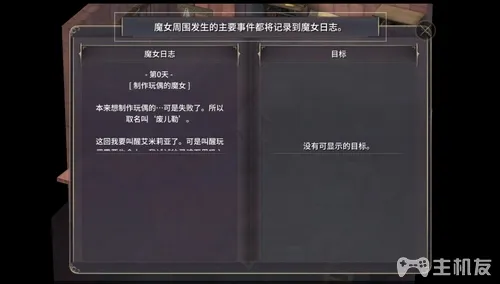 魔女周围发生的主要事件都将记录到魔女日志。
魔女日志
- 第0天 -
[ 制作玩偶的魔女 ]
本来想制作玩偶的…可是失败了。所以
取名叫‘废儿勒’。
这回我要叫醒艾米莉亚了。可是叫醒玩
目标
没有可显示的目标。
主机友